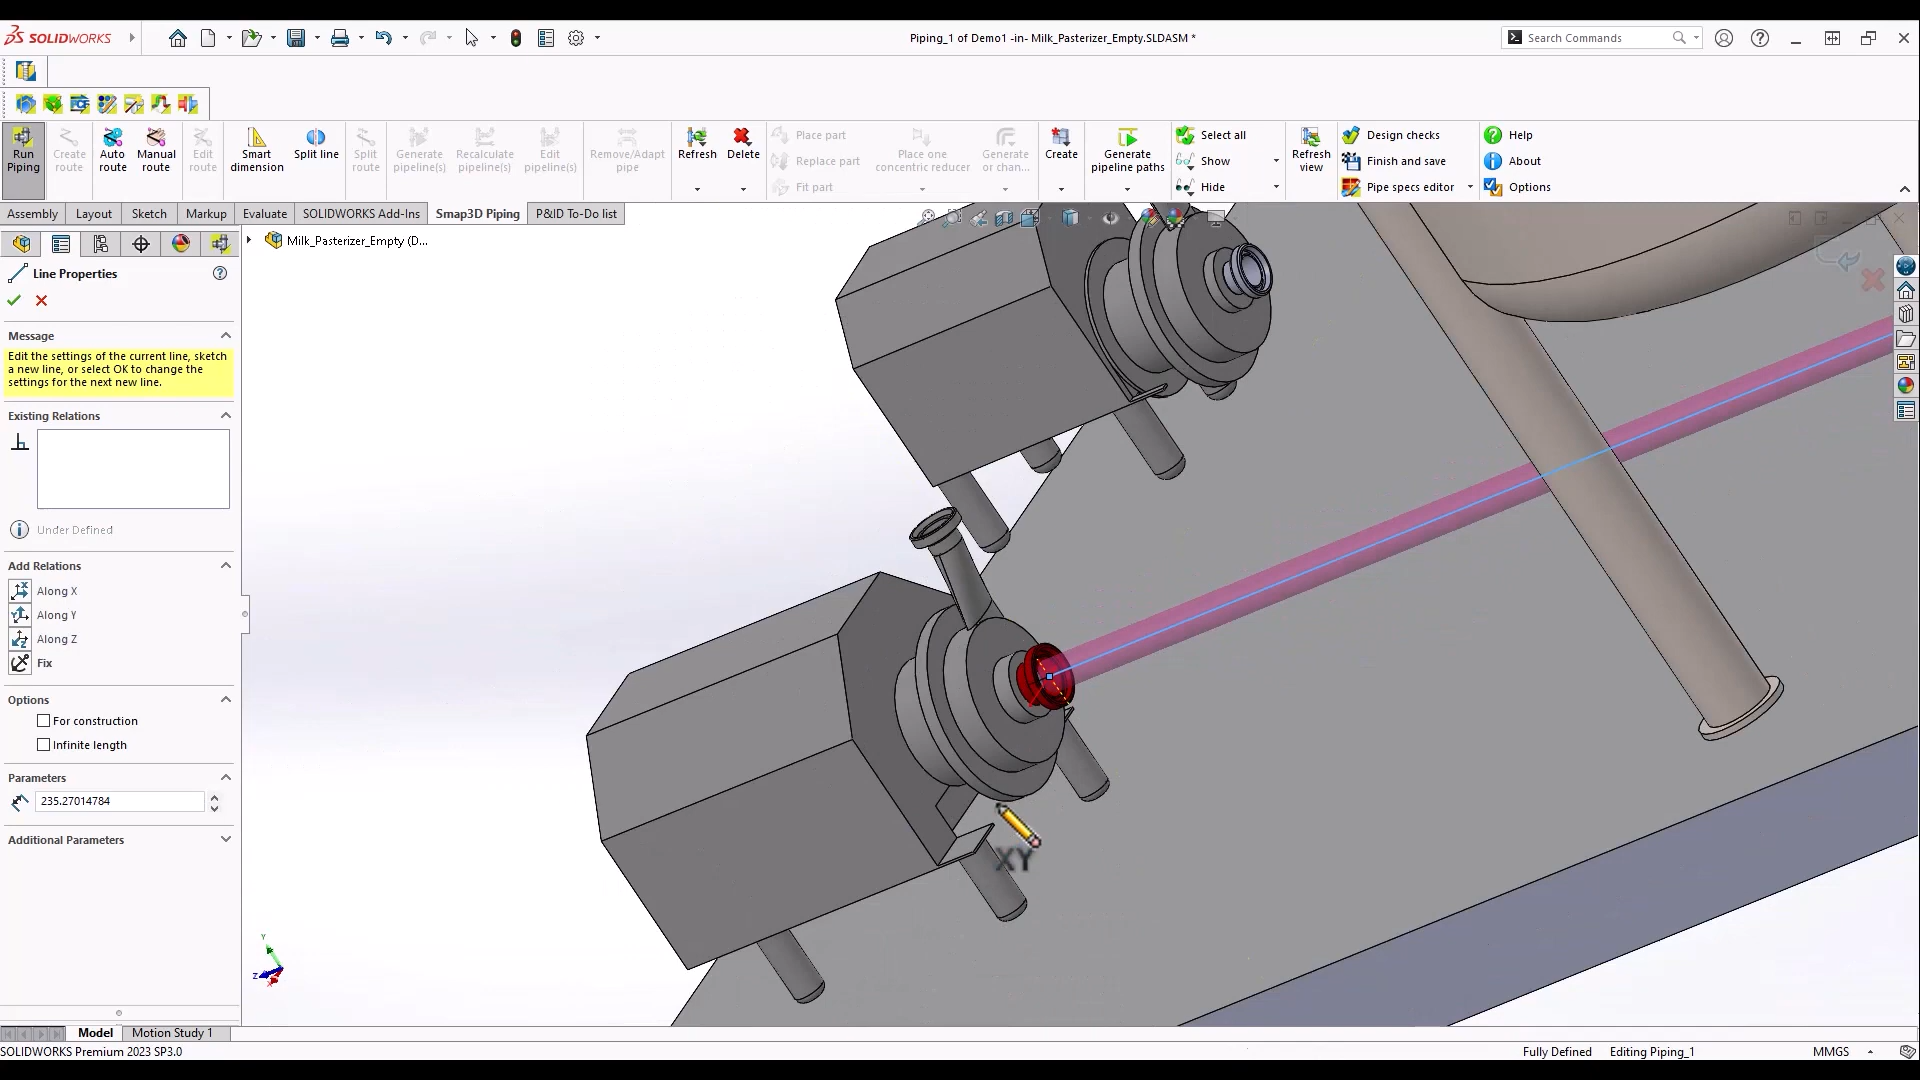 SOLIDWORKS
Piping_1 of Demo1 -in- Milk_Pasterizer_Empty.SLDASM *
Search Commands
Run Piping
Create route
Auto route
Manual route
Edit route
Smart dimension
Split line
Split route
Generate pipeline(s)
Recalculate pipeline(s)
Edit pipeline(s)
Remove/Adapt pipe
Refresh
Delete
Place part
Replace part
Fit part
Place one concentric reducer
Generate or chan...
Create
Generate pipeline paths
Select all
Show
Hide
Refresh view
Design checks
Finish and save
Pipe specs editor
Help
About
Options
Assembly
Layout
Sketch
Markup
Evaluate
SOLIDWORKS Add-Ins
Smap3D Piping
P&ID To-Do list
Milk_Pasterizer_Empty (D...
Line Properties
Message
Edit the settings of the current line, sketch
a new line, or select OK to change the
settings for the next new line.
Existing Relations
Under Defined
Add Relations
Along X
Along Y
Along Z
Fix
Options
For construction
Infinite length
Parameters
235.27014784
Additional Parameters
XY
Y
Z
X
Model
Motion Study 1
SOLIDWORKS Premium 2023 SP3.0
Fully Defined
Editing Piping_1
MMGS